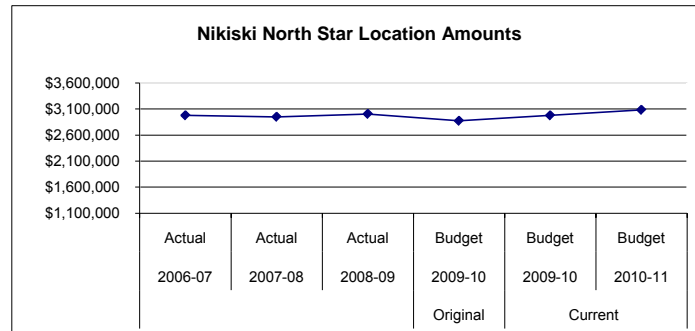 Nikiski North Star Location Amounts
$3,600,000
$3,100,000
$2,600,000
$2,100,000
$1,600,000
$1,100,000
Actual Actual Actual Budget Budget Budget
2006-07 2007-08 2008-09 2009-10 2009-10 2010-11
Original Current